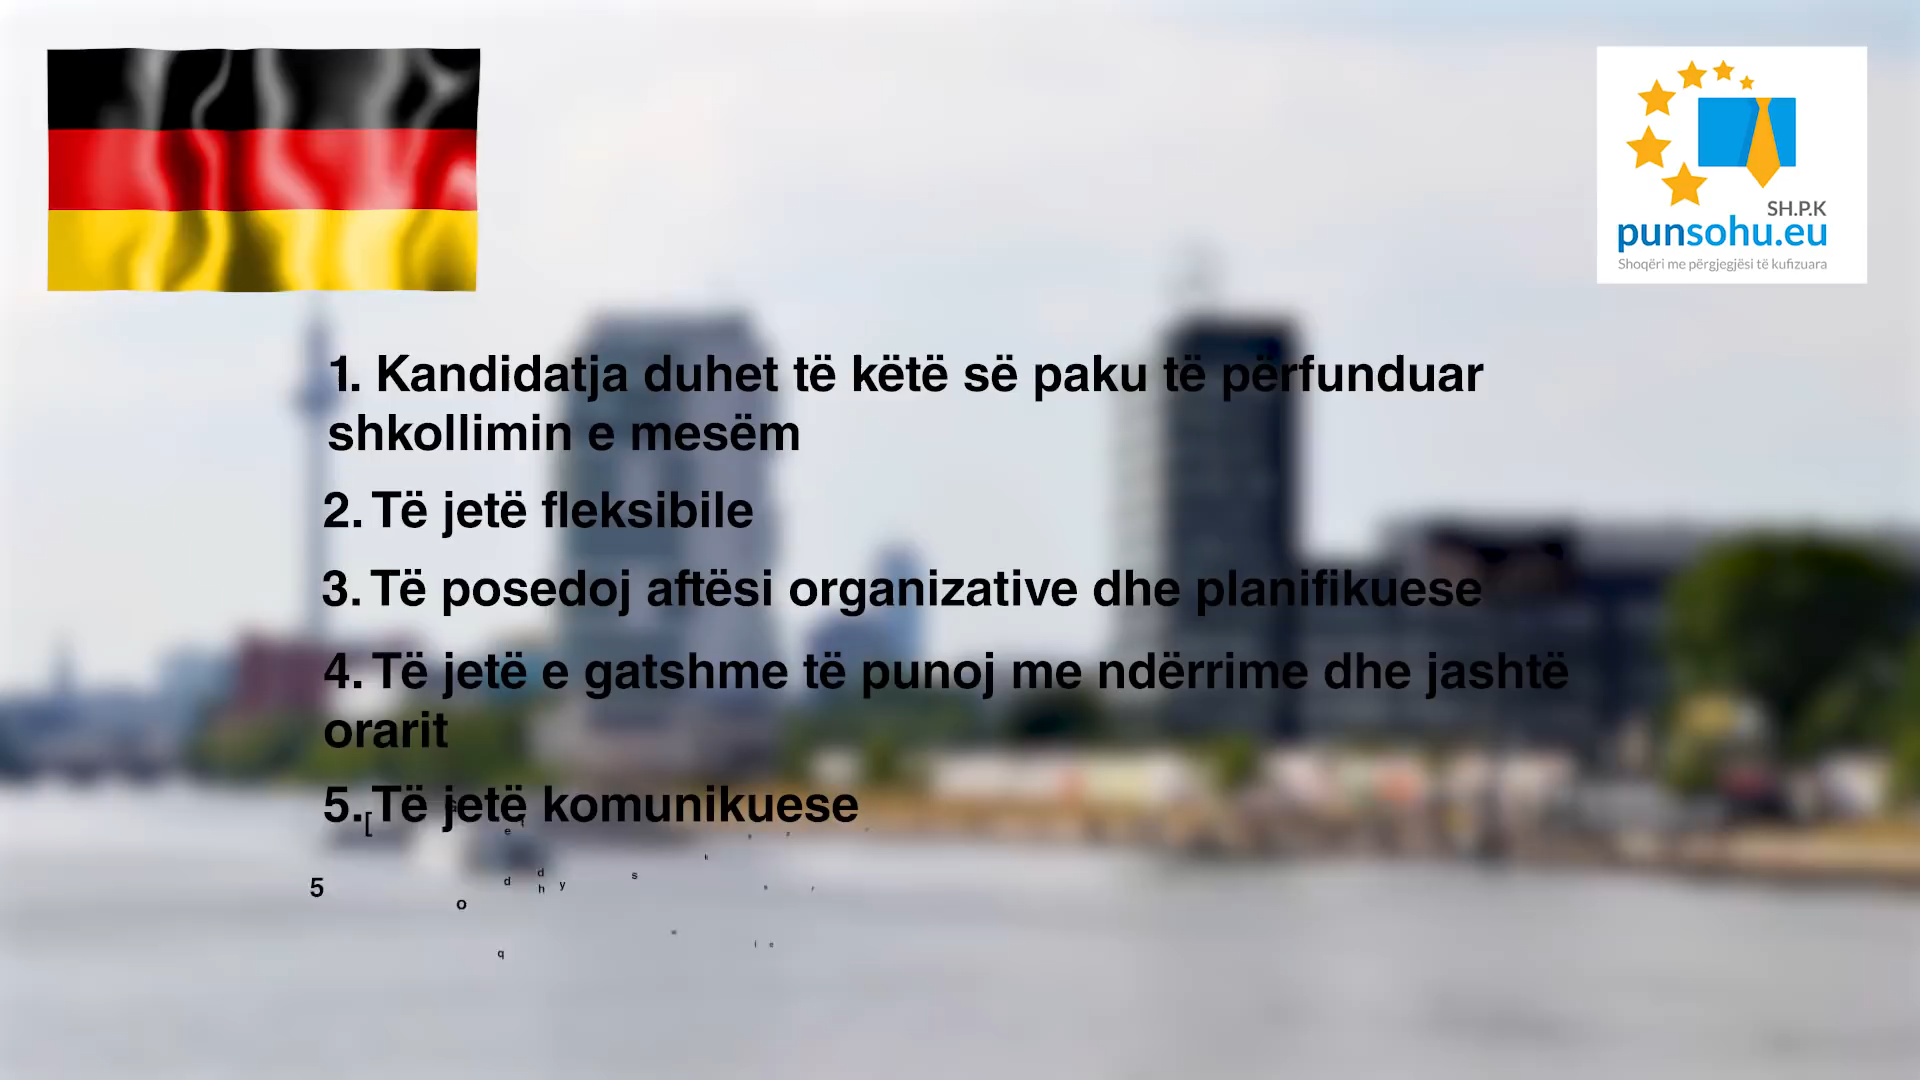 SH.P.K
punsohu.eu
Shoqëri me përgjegjësi të kufizuara
1. Kandidatja duhet të këtë së paku të përfunduar
shkollimin e mesëm
2. Të jetë fleksibile
3. Të posedoj aftësi organizative dhe planifikuese
4. Të jetë e gatshme të punoj me ndërrime dhe jashtë
orarit
5. Të jetë komunikuese